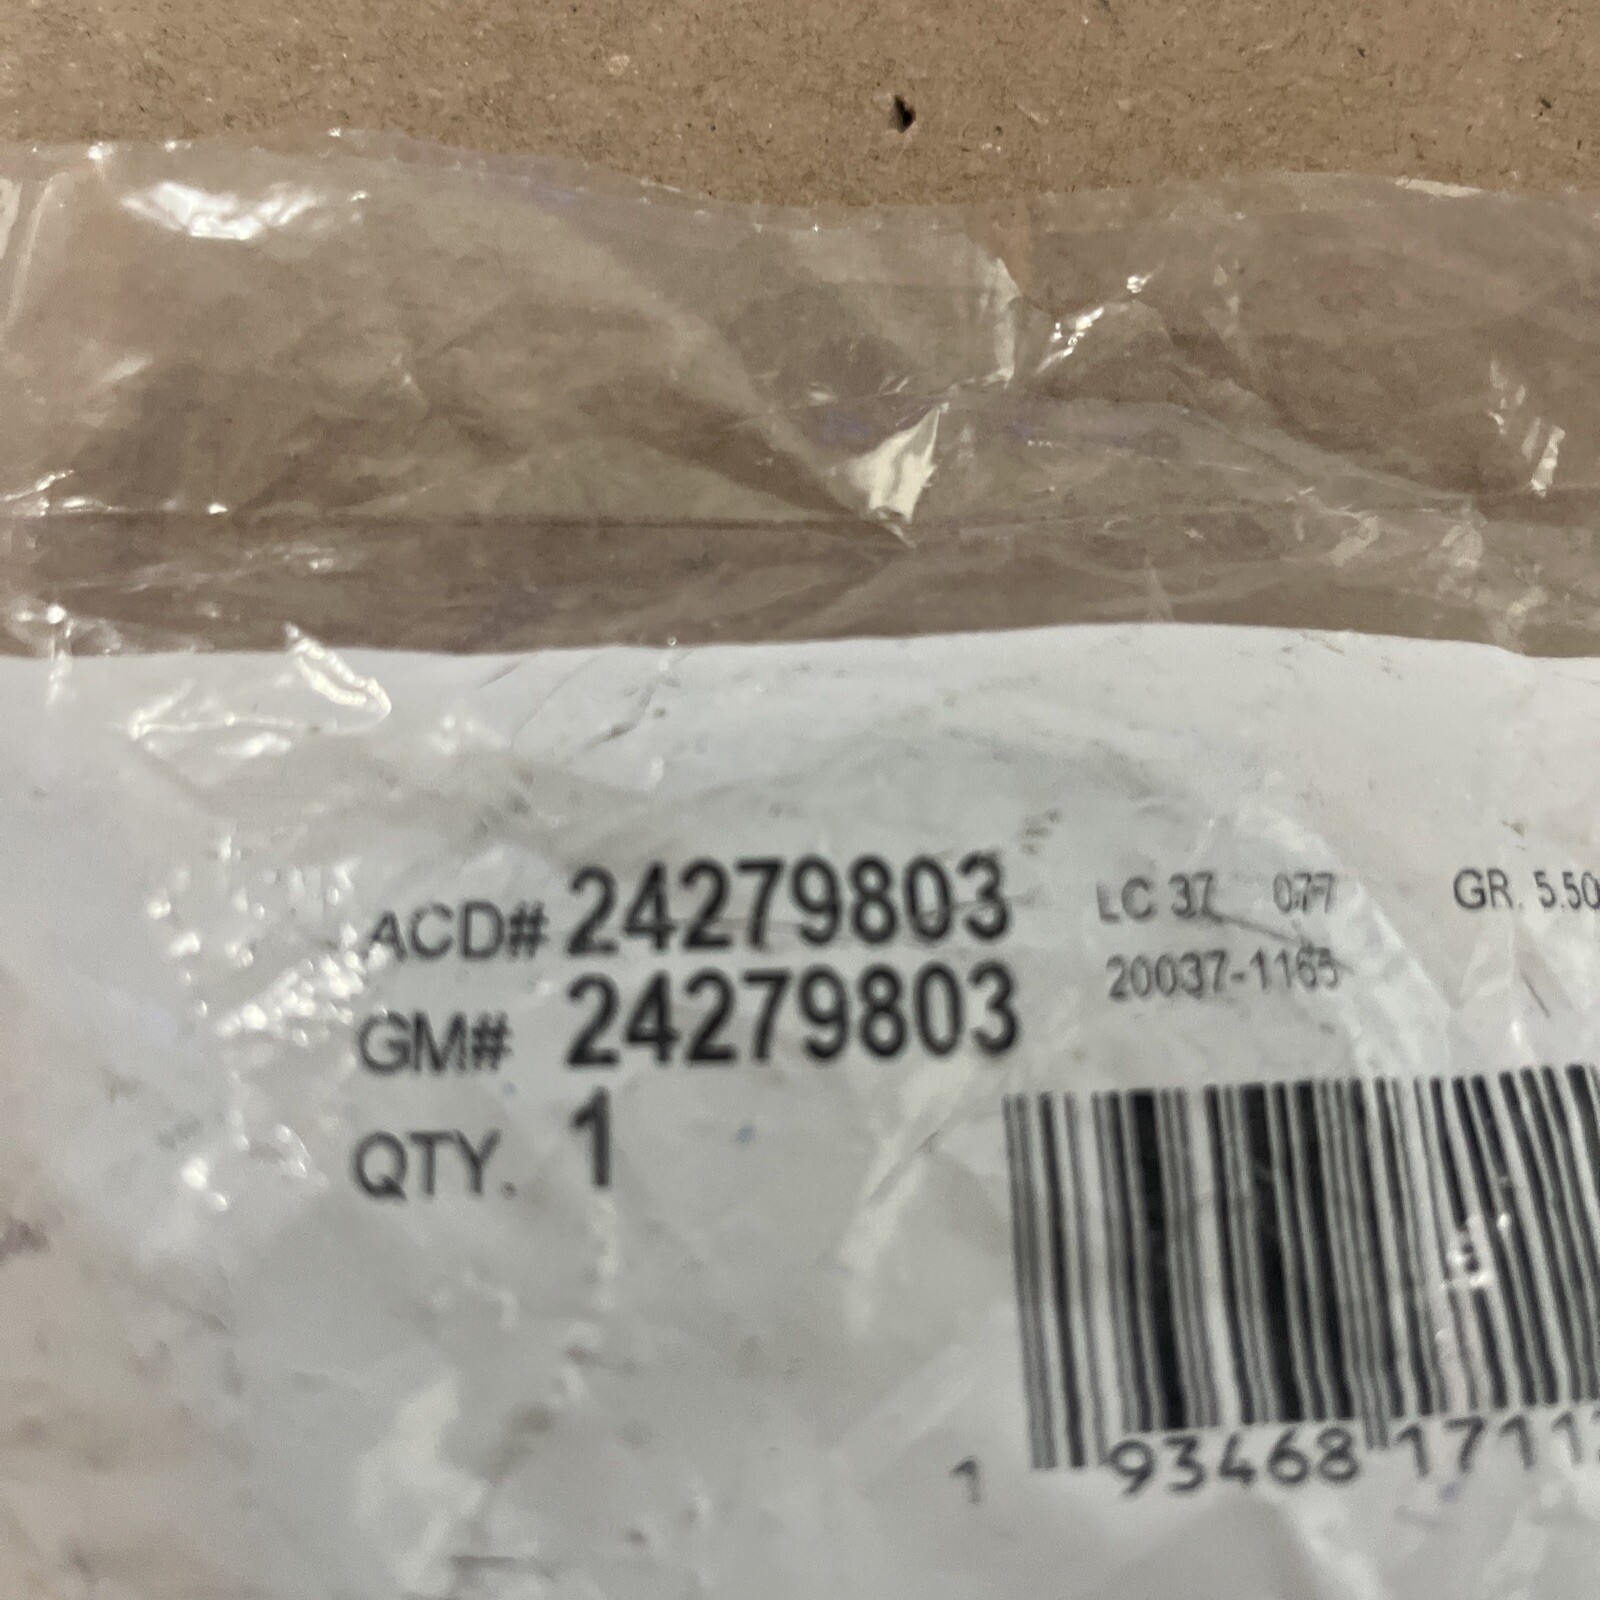 ACD# 24279803 LC 37 077 GR. 5.50
GM# 24279803 20037-1165
QTY. 1
1 93468 1711